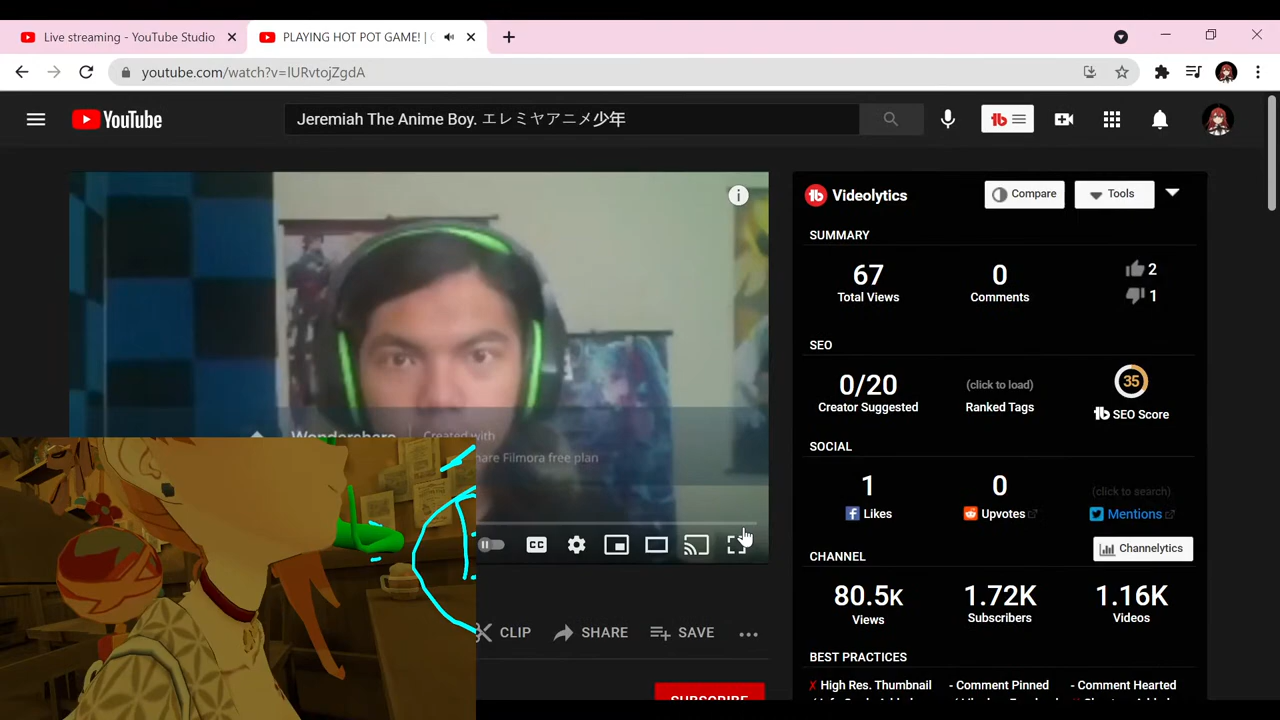 Live streaming - YouTube Studio
PLAYING HOT POT GAME! |
youtube.com/watch?v=lURvtojZgdA
YouTube
Jeremiah The Anime Boy. エレミヤアニメ少年
Videolytics
Compare
Tools
SUMMARY
67
0
2
Total Views
Comments
1
SEO
0/20
(click to load)
35
Creator Suggested
Ranked Tags
SEO Score
SOCIAL
1
0
(click to search)
Likes
Upvotes
Mentions
CHANNEL
Channelytics
80.5K
1.72K
1.16K
Views
Subscribers
Videos
BEST PRACTICES
✗ High Res. Thumbnail
- Comment Pinned
- Comment Hearted
Wondershare
Created with
Filmora free plan
CC
CLIP
SHARE
SAVE
SUBSCRIBE